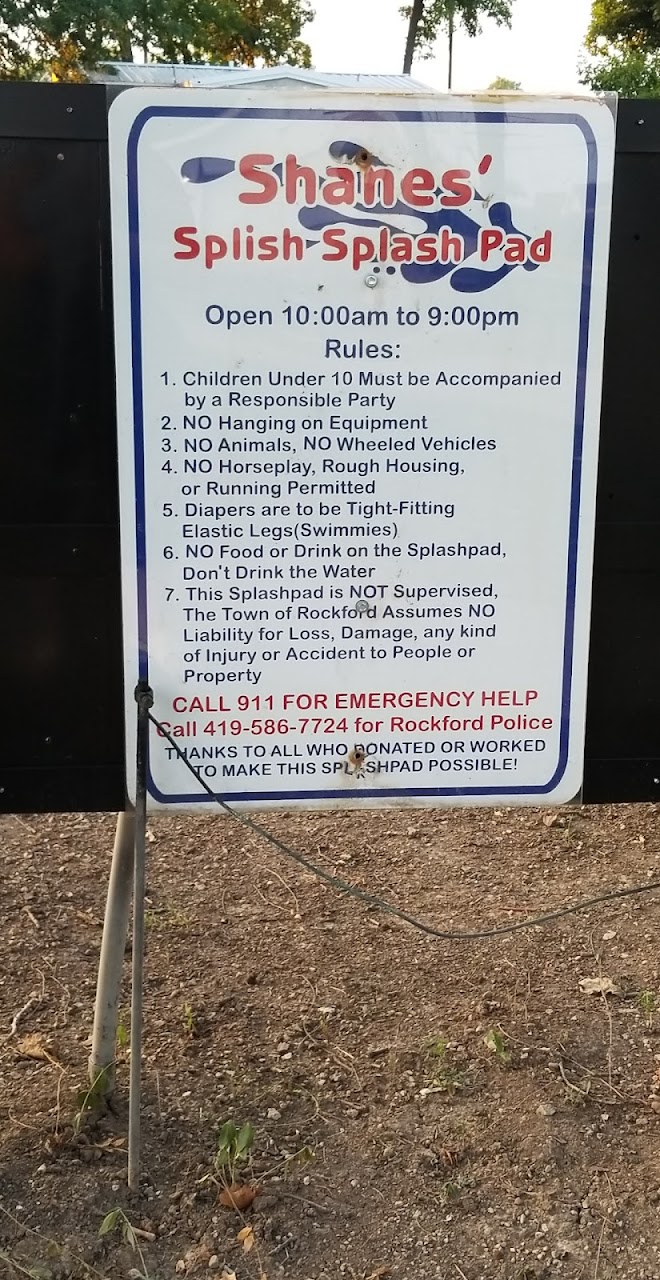 Shanes'
Splish Splash Pad
Open 10:00am to 9:00pm
Rules:
1. Children Under 10 Must be Accompanied
by a Responsible Party
2. NO Hanging on Equipment
3. NO Animals, NO Wheeled Vehicles
4. NO Horseplay, Rough Housing,
or Running Permitted
5. Diapers are to be Tight-Fitting
Elastic Legs(Swimmies)
6. NO Food or Drink on the Splashpad,
Don't Drink the Water
7. This Splashpad is NOT Supervised,
The Town of Rockford Assumes NO
Liability for Loss, Damage, any kind
of Injury or Accident to People or
Property
CALL 911 FOR EMERGENCY HELP
Call 419-586-7724 for Rockford Police
THANKS TO ALL WHO DONATED OR WORKED
TO MAKE THIS SPLASHPAD POSSIBLE!